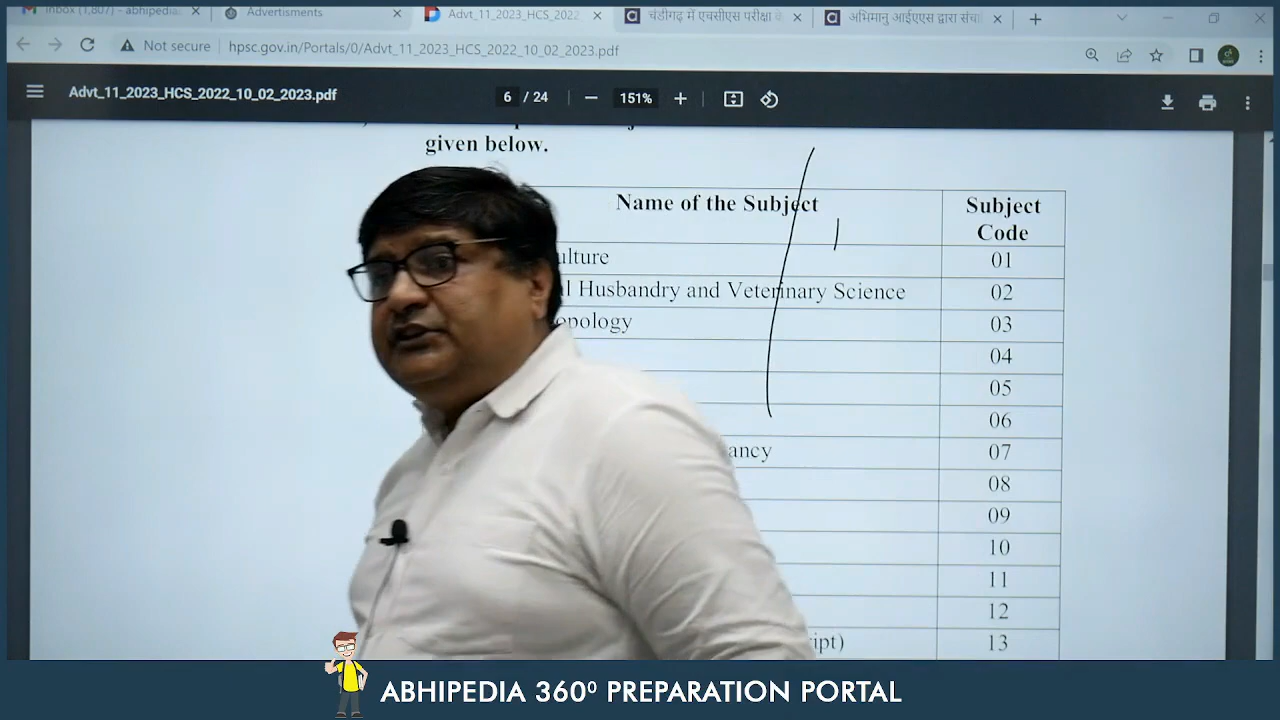 Inbox (1,807) - abhipedia. Advertisments Advt_11_2023_HCS_2022 चंडीगढ़ में एचसीएस परीक्षा अभिमानु आईएएस द्वारा संचा
Not secure hpsc.gov.in/Portals/0/Advt_11_2023_HCS_2022_10_02_2023.pdf
Advt_11_2023_HCS_2022_10_02_2023.pdf 6 / 24 151%
given below.
Name of the Subject Subject Code
ulture 01
l Husbandry and Veterinary Science 02
opology 03
04
05
06
ancy 07
08
09
10
11
12
ipt) 13
ABHIPEDIA 360⁰ PREPARATION PORTAL